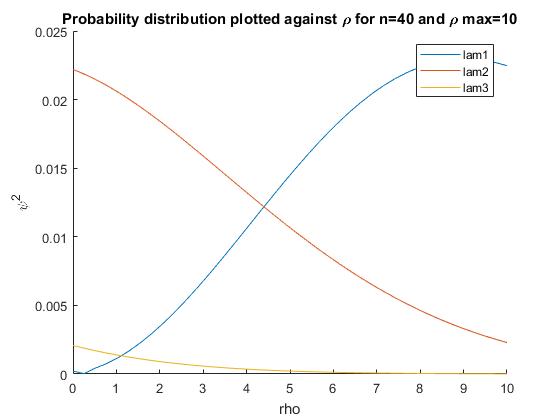 Probability distribution plotted against ρ for n=40 and ρ max=10
0.025
0.02
0.015
0.01
0.005
0
ψ²
lam1
lam2
lam3
0 1 2 3 4 5 6 7 8 9 10
rho